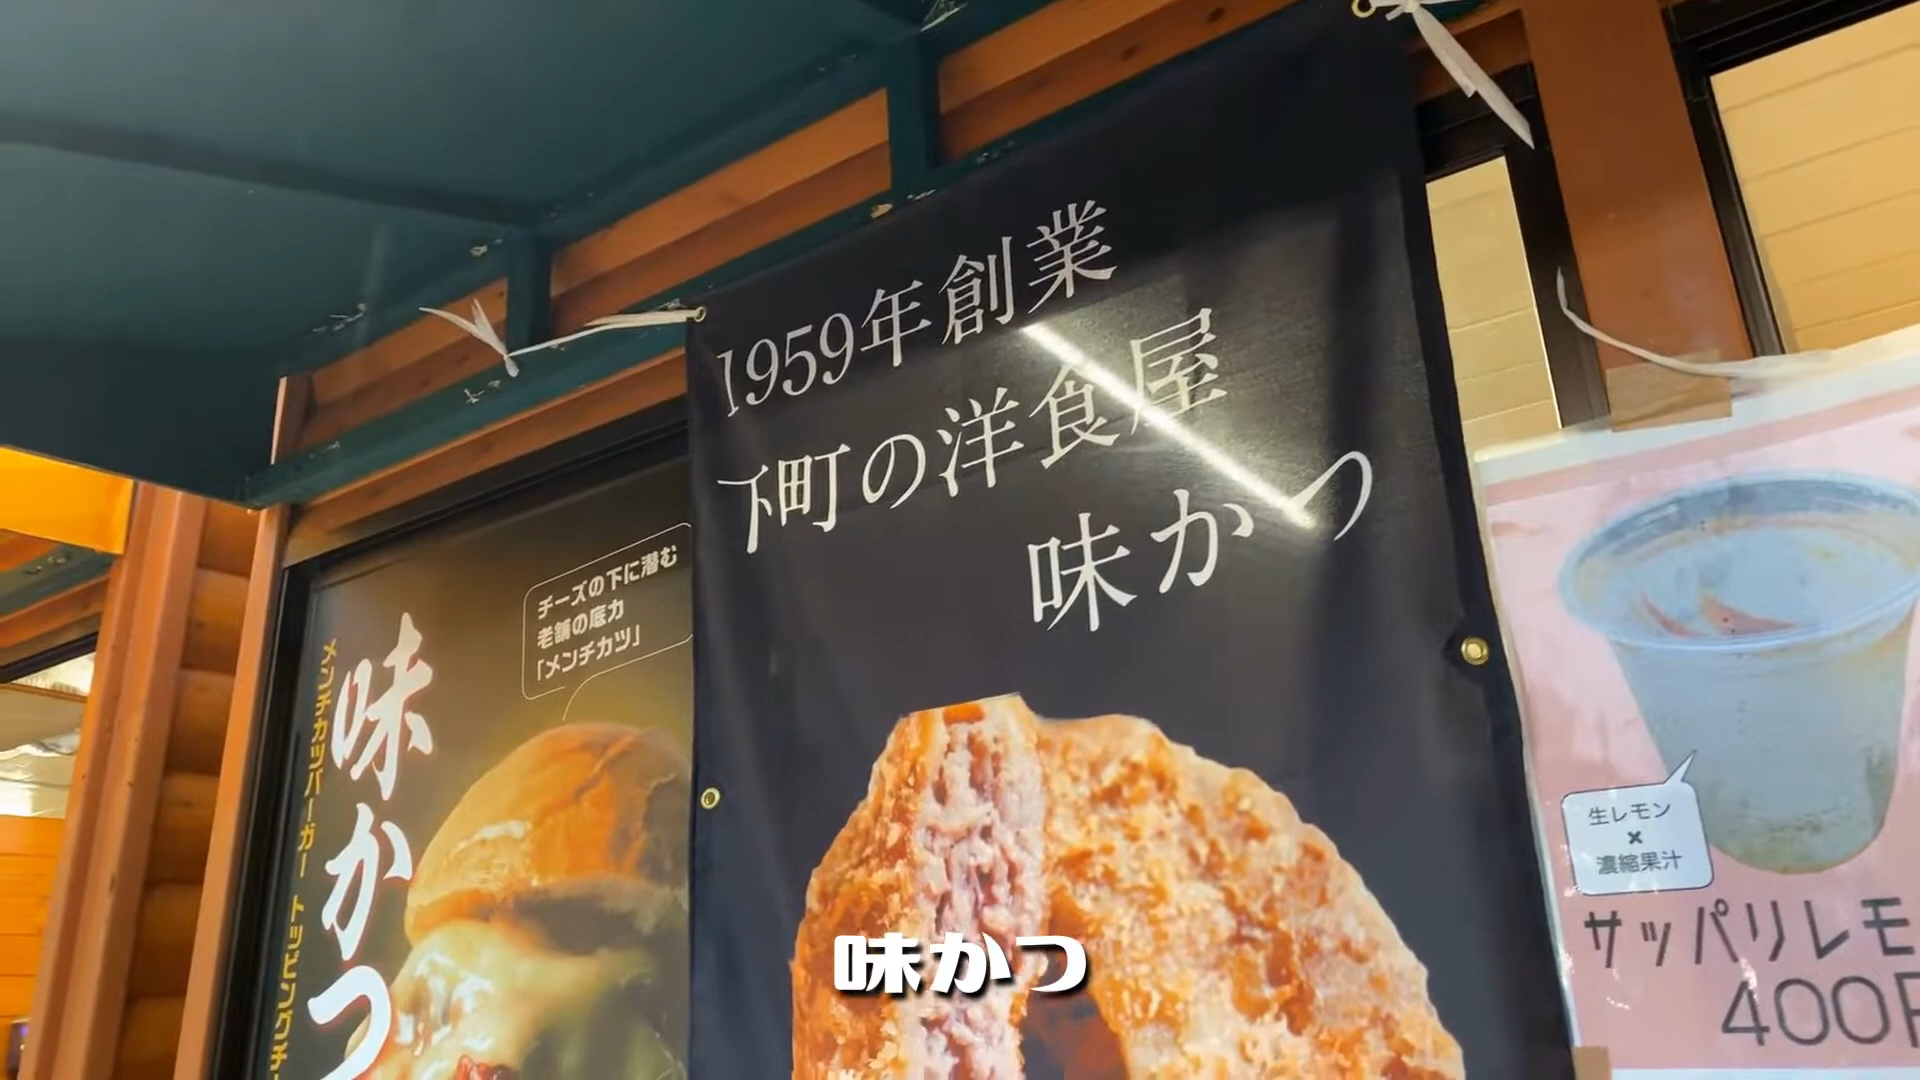 1959年創業
下町の洋食屋
味かつ
チーズの下に潜む
老舗の底力
「メンチカツ」
味かつ
メンチカツバーガー トッピングチ
生レモン
×
濃縮果汁
サッパリレモ
400
味かつ